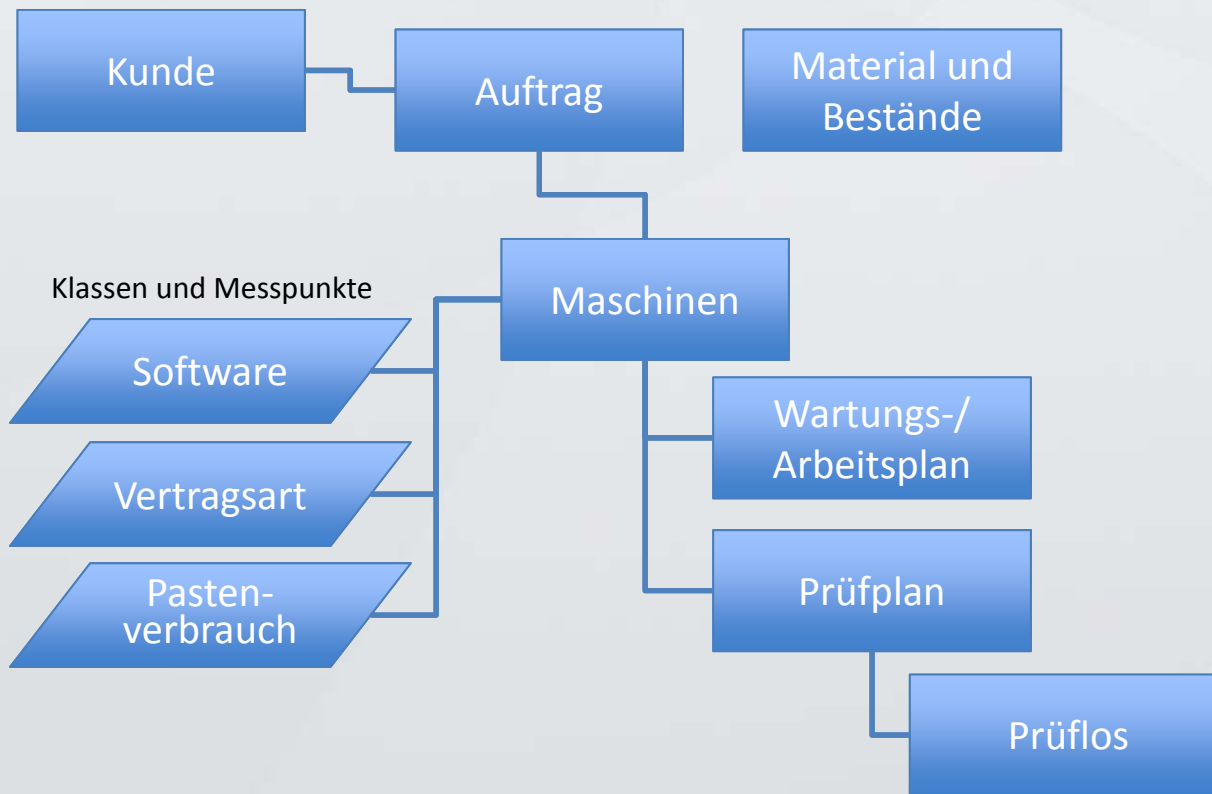 Kunde
Auftrag
Material und
Bestände
Maschinen
Klassen und Messpunkte
Software
Vertragsart
Pasten-
verbrauch
Wartungs-/
Arbeitsplan
Prüfplan
Prüflos